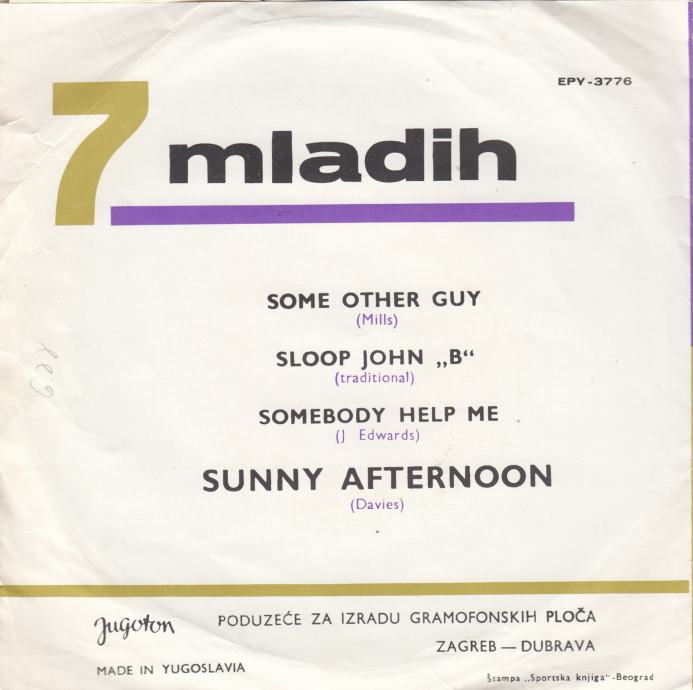 EPY-3776
7 mladih
SOME OTHER GUY
(Mills)
SLOOP JOHN „B“
(traditional)
SOMEBODY HELP ME
(J Edwards)
SUNNY AFTERNOON
(Davies)
Jugoton
PODUZEĆE ZA IZRADU GRAMOFONSKIH PLOČA
ZAGREB — DUBRAVA
MADE IN YUGOSLAVIA
Štampa „Sportska knjiga“-Beograd